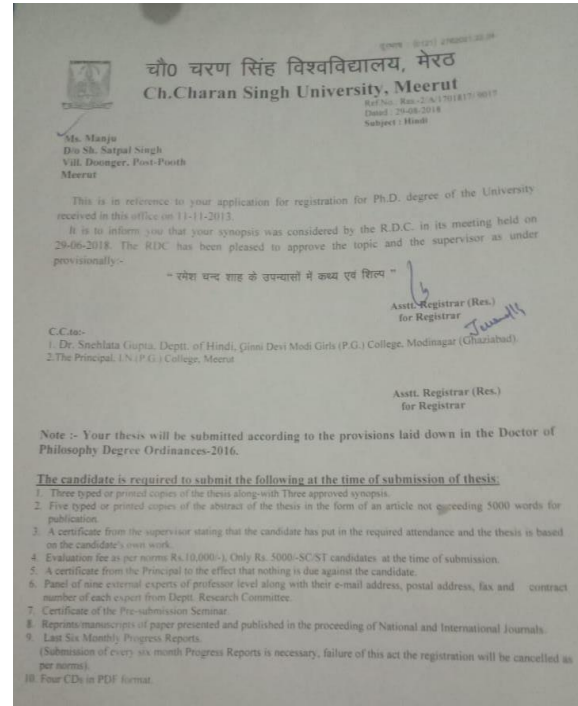 चौ0 चरण सिंह विश्वविद्यालय, मेरठ
Ch.Charan Singh University, Meerut
Dated : 29-08-2018
Subject : Hindi
Ms. Manju
D/o Sh. Satpal Singh
Vill. Doonger, Post-Pooth
Meerut
This is in reference to your application for registration for Ph.D. degree of the University
received in this office on 11-11-2013.
It is to inform you that your synopsis was considered by the R.D.C. in its meeting held on
29-06-2018. The RDC has been pleased to approve the topic and the supervisor as under
provisionally:-
" रमेश चन्द शाह के उपन्यासों में कथ्य एवं शिल्प "
Asstt. Registrar (Res.)
for Registrar
C.C.to:-
1. Dr. Snehlata Gupta, Deptt. of Hindi, Ginni Devi Modi Girls (P.G.) College, Modinagar (Ghaziabad).
2.The Principal, I.N.(P.G.) College, Meerut
Asstt. Registrar (Res.)
for Registrar
Note :- Your thesis will be submitted according to the provisions laid down in the Doctor of
Philosophy Degree Ordinances-2016.
The candidate is required to submit the following at the time of submission of thesis:
1. Three typed or printed copies of the thesis along-with Three approved synopsis.
2. Five typed or printed copies of the abstract of the thesis in the form of an article not exceeding 5000 words for
publication.
3. A certificate from the supervisor stating that the candidate has put in the required attendance and the thesis is based
on the candidate's own work.
4. Evaluation fee as per norms Rs.10,000/-, Only Rs. 5000/-SC/ST candidates at the time of submission.
5. A certificate from the Principal to the effect that nothing is due against the candidate.
6. Panel of nine external experts of professor level along with their e-mail address, postal address, fax and contract
number of each expert from Deptt. Research Committee.
7. Certificate of the Pre-submission Seminar.
8. Reprints/manuscripts of paper presented and published in the proceeding of National and International Journals.
9. Last Six Monthly Progress Reports.
(Submission of every six month Progress Reports is necessary, failure of this act the registration will be cancelled as
per norms).
10. Four CDs in PDF format.